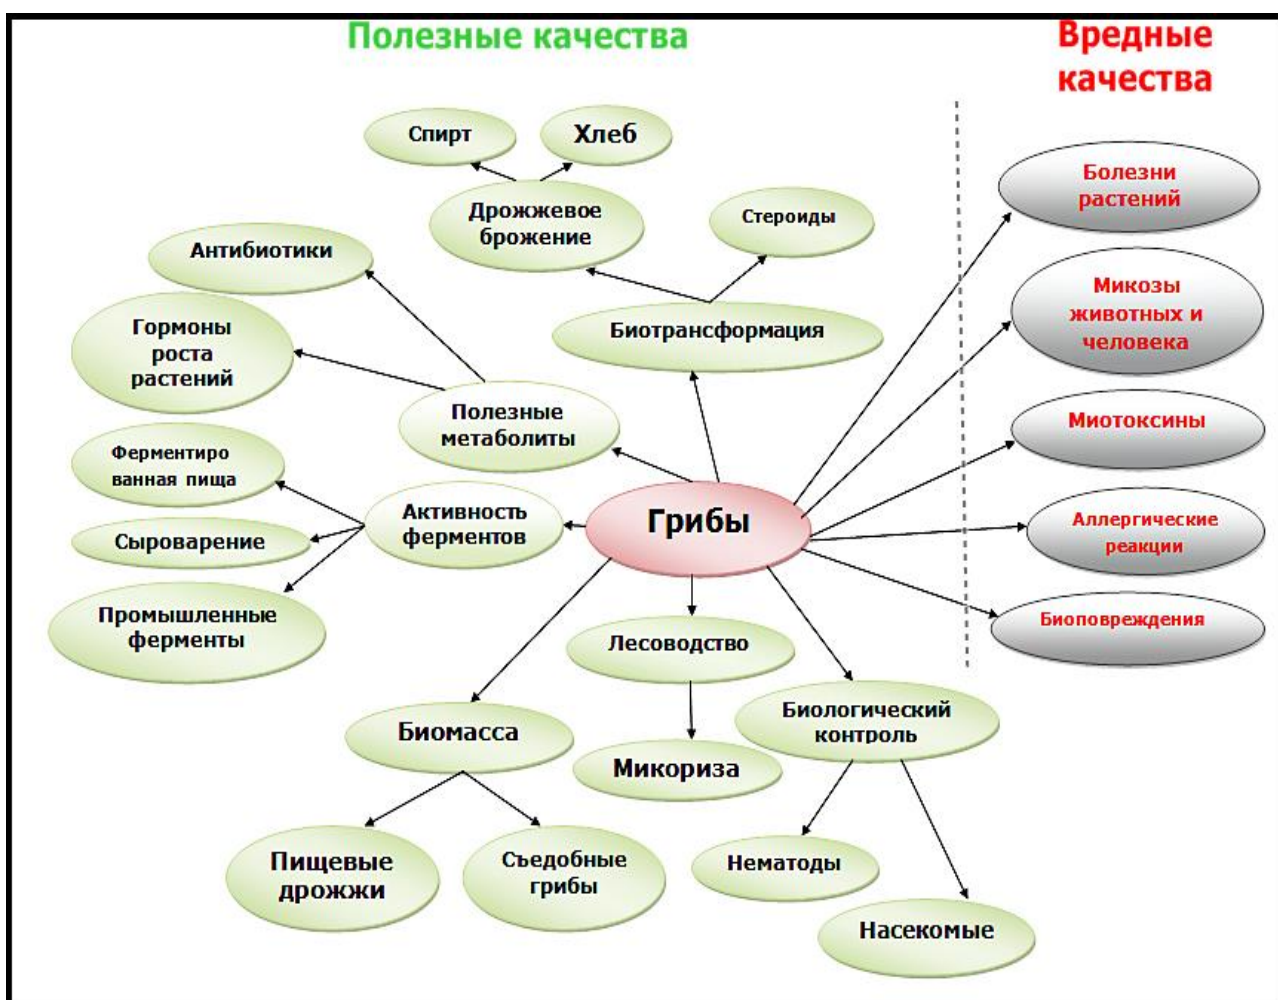 Полезные качества
Вредные
качества
Спирт
Хлеб
Дрожжевое
брожение
Стероиды
Антибиотики
Биотрансформация
Гормоны
роста
растений
Полезные
метаболиты
Ферментиро
ванная пища
Активность
ферментов
Сыроварение
Промышленные
ферменты
Грибы
Лесоводство
Микориза
Биомасса
Пищевые
дрожжи
Съедобные
грибы
Биологический
контроль
Нематоды
Насекомые
Болезни
растений
Микозы
животных и
человека
Миотоксины
Аллергические
реакции
Биоповреждения